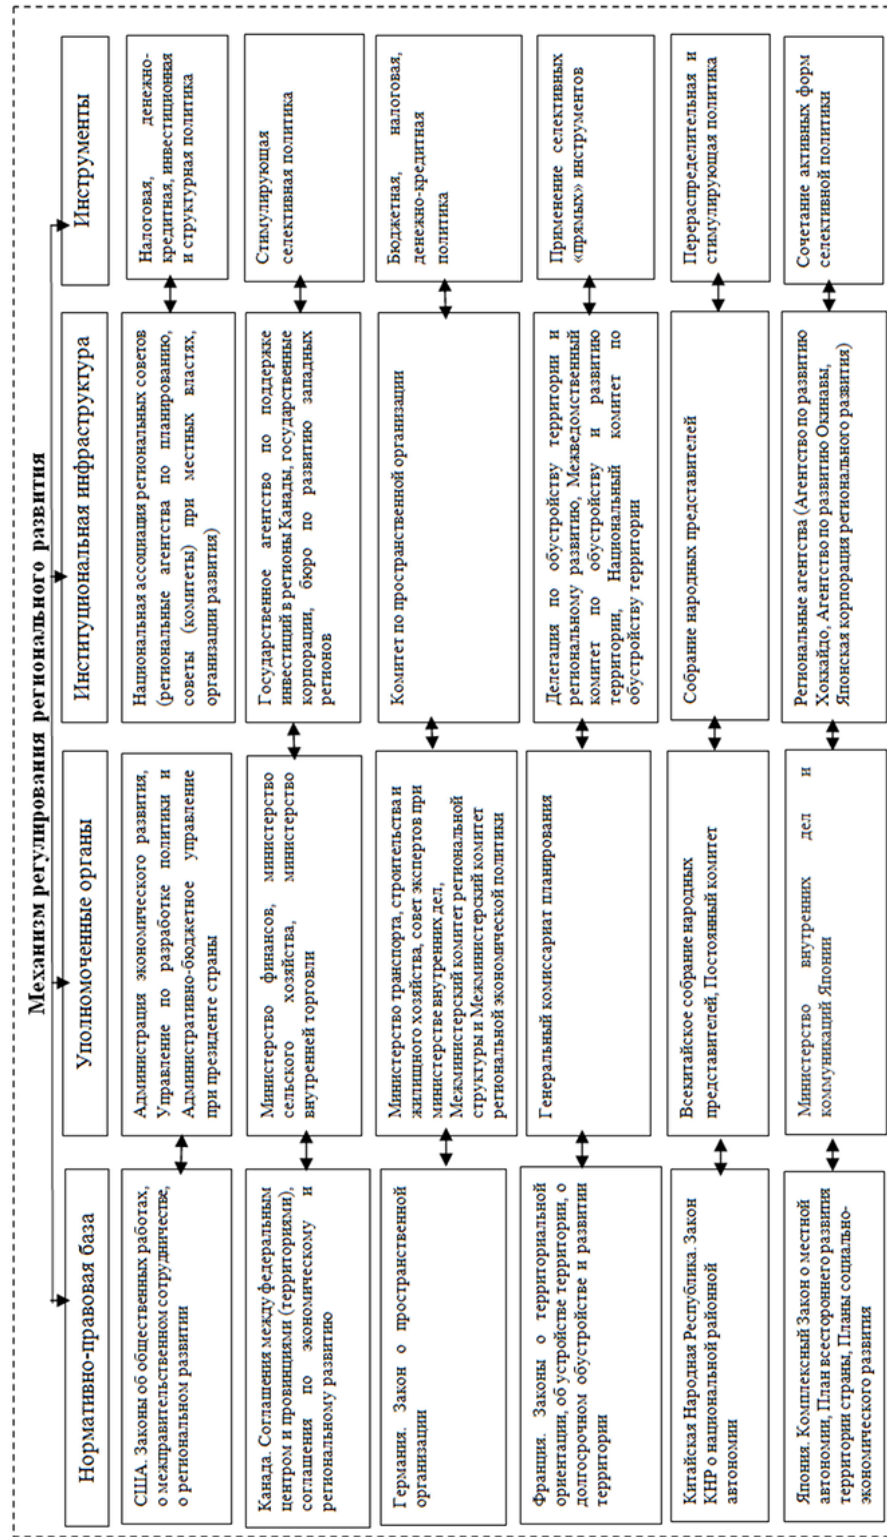 Механизм регулирования регионального развития
Нормативно-правовая база
Уполномоченные органы
Институциональная инфраструктура
Инструменты
США. Законы об общественных работах,
о межправительственном сотрудничестве,
о региональном развитии
Администрация экономического развития,
Управление по разработке политики и
Административно-бюджетное управление
при президенте страны
Национальная ассоциация региональных советов
(региональные агентства по планированию,
советы (комитеты) при местных властях,
организации развития)
Налоговая, денежно-
кредитная, инвестиционная
и структурная политика
Канада. Соглашения между федеральным
центром и провинциями (территориями),
соглашения по экономическому и
региональному развитию
Министерство финансов, министерство
сельского хозяйства, министерство
внутренней торговли
Государственное агентство по поддержке
инвестиций в регионы Канады, государственные
корпорации, бюро по развитию западных
регионов
Стимулирующая
селективная политика
Германия. Закон о пространственной
организации
Министерство транспорта, строительства и
жилищного хозяйства, совет экспертов при
министерстве внутренних дел,
Межминистерский комитет региональной
структуры и Межминистерский комитет
региональной экономической политики
Комитет по пространственной организации
Бюджетная, налоговая,
денежно-кредитная
политика
Франция. Законы о территориальной
ориентации, об устройстве территории, о
долгосрочном обустройстве и развитии
территории
Генеральный комиссариат планирования
Делегация по обустройству территории и
региональному развитию, Межведомственный
комитет по обустройству и развитию
территории, Национальный комитет по
обустройству территории
Применение селективных
«прямых» инструментов
Китайская Народная Республика. Закон
КНР о национальной районной
автономии
Всекитайское собрание народных
представителей, Постоянный комитет
Собрание народных представителей
Перераспределительная и
стимулирующая политика
Япония. Комплексный Закон о местной
автономии, План всестороннего развития
территории страны, Планы социально-
экономического развития
Министерство внутренних дел и
коммуникаций Японии
Региональные агентства (Агентство по развитию
Хоккайдо, Агентство по развитию Окинавы,
Японская корпорация регионального развития)
Сочетание активных форм
селективной политики